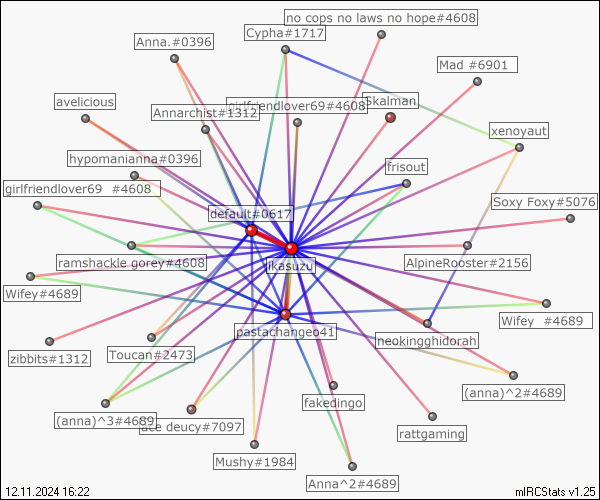 no cops no laws no hope#4608
Cypha#1717
Anna.#0396
Mad #6901
avelicious
girlfriendlover69#4608
Skalman
Annarchist#1312
xenoyaut
hypomanianna#0396
frisout
girlfriendlover69 #4608
Soxy Foxy#5076
default#0617
ramshackle gorey#4608
jkasuzu
AlpineRooster#2156
Wifey#4689
Wifey #4689
pastachangeo41
neokingghidorah
zibbits#1312
Toucan#2473
(anna)^2#4689
fakedingo
(anna)^3#4689
ace deucy#7097
rattgaming
Mushy#1984
Anna^2#4689
12.11.2024 16:22
mIRCStats v1.25